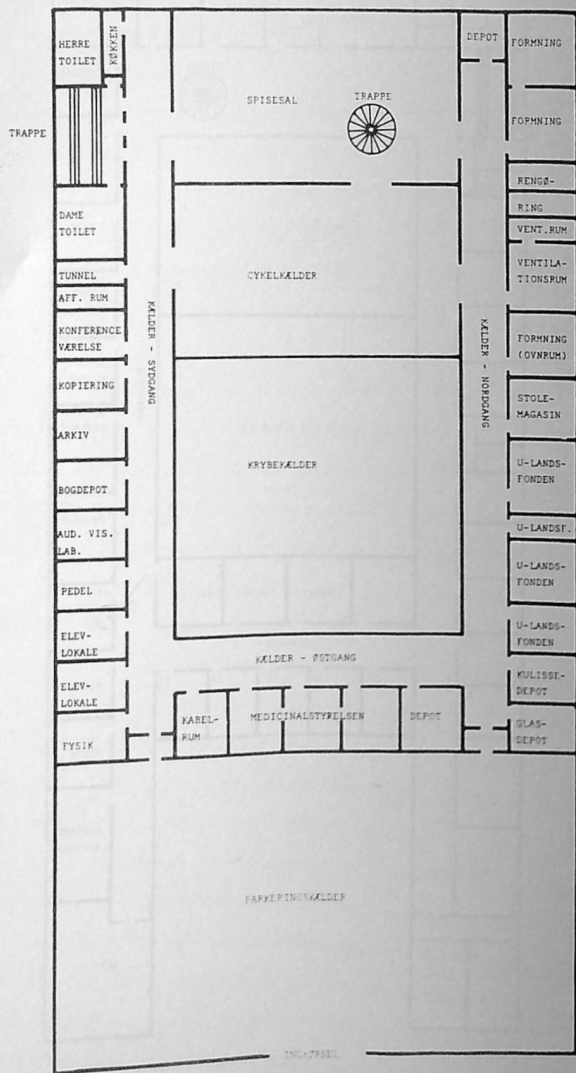 HERRE
TOILET
KØKKEN
DEPOT
FORMNING
SPISESAL
TRAPPE
FORMNING
TRAPPE
RENGØ-
RING
DAME
TOILET
VENT.RUM
TUNNEL
CYKELKÆLDER
VENTILA-
TIONSRUM
AFF. RUM
KONFERENCE
VÆRELSE
KÆLDER - SYDGANG
KÆLDER - NORDGANG
FORMNING
(OVNRUM)
KOPIERING
STOLE-
MAGASIN
ARKIV
KRYBEKÆLDER
U-LANDS-
FONDEN
BOGDEPOT
AUD. VIS.
LAB.
U-LANDSF.
PEDEL
U-LANDS-
FONDEN
ELEV-
LOKALE
U-LANDS-
FONDEN
KÆLDER - ØSTGANG
ELEV-
LOKALE
KULISSE-
DEPOT
FYSIK
KABEL-
RUM
MEDICINALSTYRELSEN
DEPOT
GLAS-
DEPOT
PARKERINGSKÆLDER
INDKØRSEL